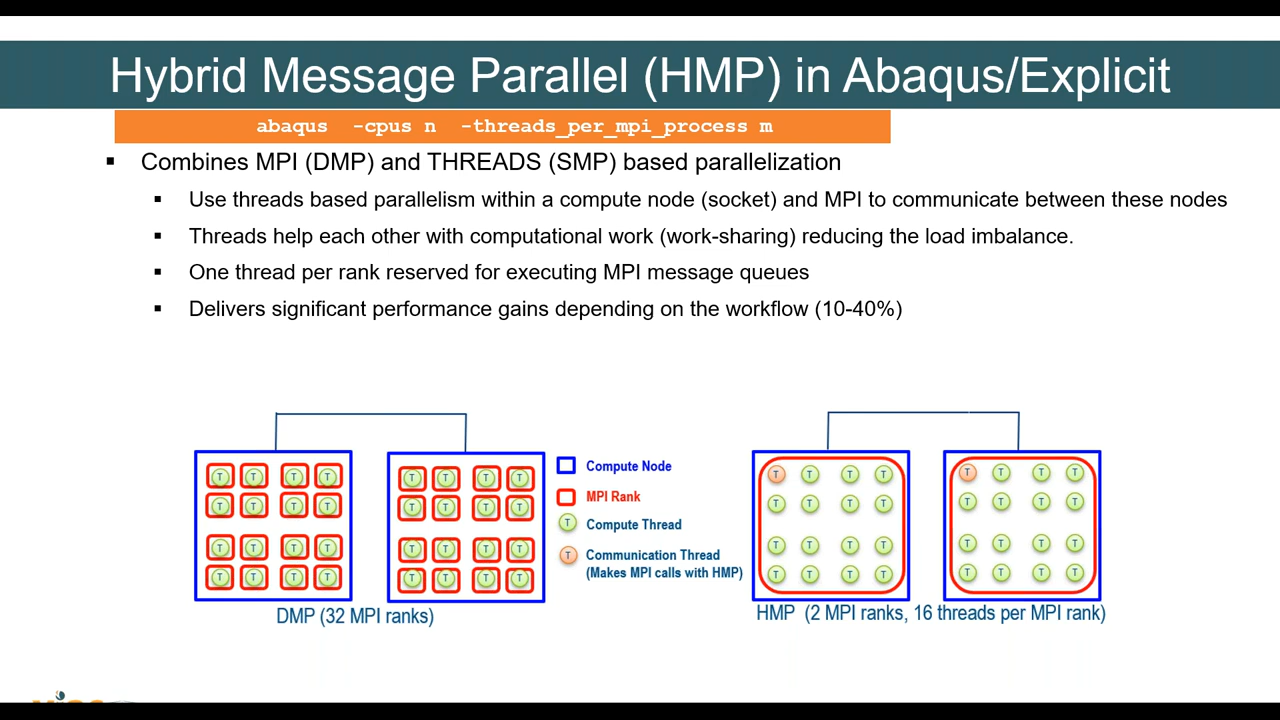 Hybrid Message Parallel (HMP) in Abaqus/Explicit
abaqus -cpus n -threads_per_mpi_process m
Combines MPI (DMP) and THREADS (SMP) based parallelization
Use threads based parallelism within a compute node (socket) and MPI to communicate between these nodes
Threads help each other with computational work (work-sharing) reducing the load imbalance.
One thread per rank reserved for executing MPI message queues
Delivers significant performance gains depending on the workflow (10-40%)
T T T T
T T T T
T T T T
T T T T
T T T T
T T T T
T T T T
T T T T
DMP (32 MPI ranks)
Compute Node
MPI Rank
T Compute Thread
T Communication Thread
(Makes MPI calls with HMP)
T T T T
T T T T
T T T T
T T T T
T T T T
T T T T
T T T T
T T T T
HMP (2 MPI ranks, 16 threads per MPI rank)